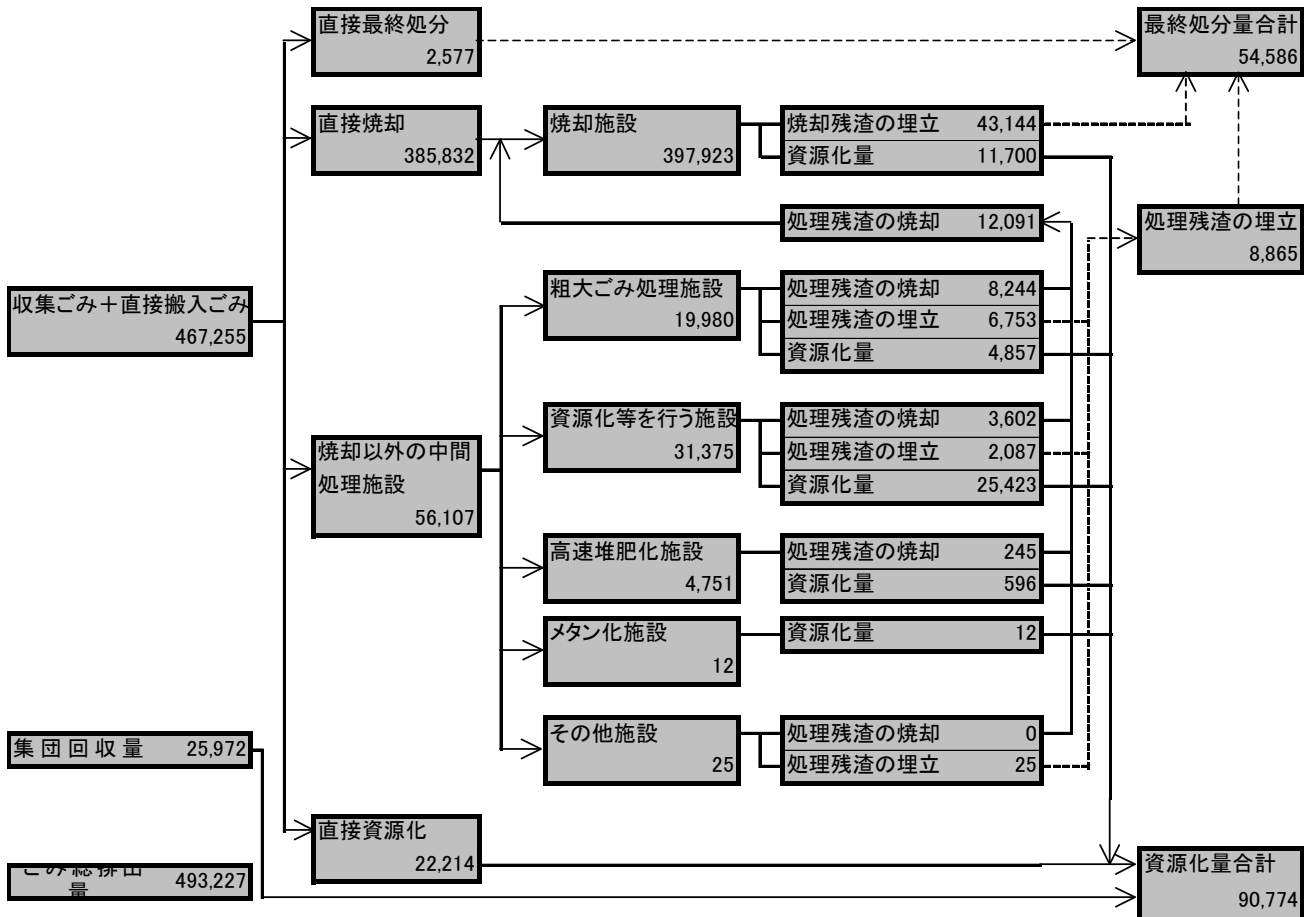 直接最終処分
2,577
最終処分量合計
54,586
直接焼却
385,832
焼却施設
397,923
焼却残渣の埋立 43,144
資源化量 11,700
処理残渣の焼却 12,091
処理残渣の埋立
8,865
収集ごみ+直接搬入ごみ
467,255
粗大ごみ処理施設
19,980
処理残渣の焼却 8,244
処理残渣の埋立 6,753
資源化量 4,857
焼却以外の中間
処理施設
56,107
資源化等を行う施設
31,375
処理残渣の焼却 3,602
処理残渣の埋立 2,087
資源化量 25,423
高速堆肥化施設
4,751
処理残渣の焼却 245
資源化量 596
メタン化施設
12
資源化量 12
その他施設
25
処理残渣の焼却 0
処理残渣の埋立 25
集団回収量 25,972
直接資源化
22,214
ごみ総排出
量 493,227
資源化量合計
90,774